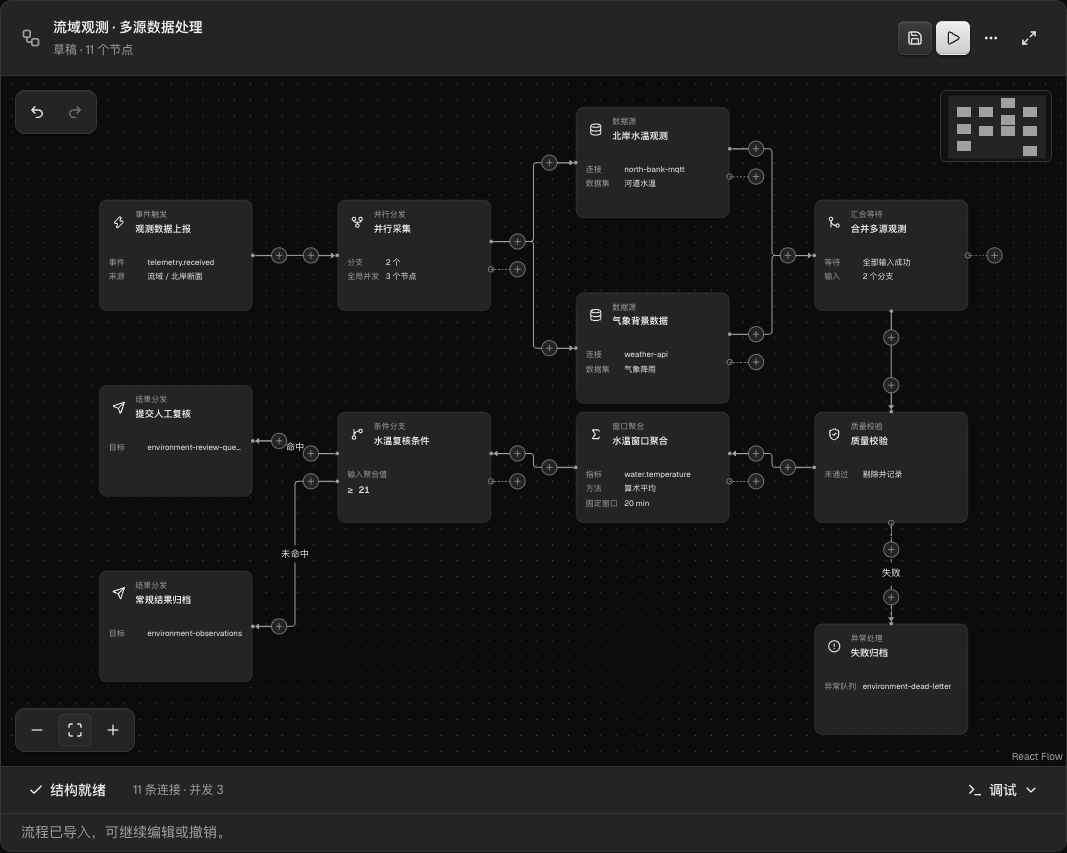 流域观测 · 多源数据处理
草稿 · 11 个节点
数据源
北岸水温观测
连接 north-bank-mqtt
数据集 河道水温
事件触发
观测数据上报
事件 telemetry.received
来源 流域 / 北岸断面
并行分发
并行采集
分支 2 个
全局并发 3 个节点
汇合等待
合并多源观测
等待 全部输入成功
输入 2 个分支
数据源
气象背景数据
连接 weather-api
数据集 气象降雨
结果分发
提交人工复核
目标 environment-review-que...
命中
条件分支
水温复核条件
输入聚合值
≥ 21
窗口聚合
水温窗口聚合
指标 water.temperature
方法 算术平均
固定窗口 20 min
质量校验
质量校验
未通过 剔除并记录
未命中
失败
结果分发
常规结果归档
目标 environment-observations
异常处理
失败归档
异常队列 environment-dead-letter
React Flow
结构就绪 11 条连接 · 并发 3
调试
流程已导入，可继续编辑或撤销。